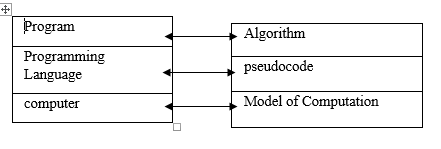 Program
Programming
Language
computer
Algorithm
pseudocode
Model of Computation